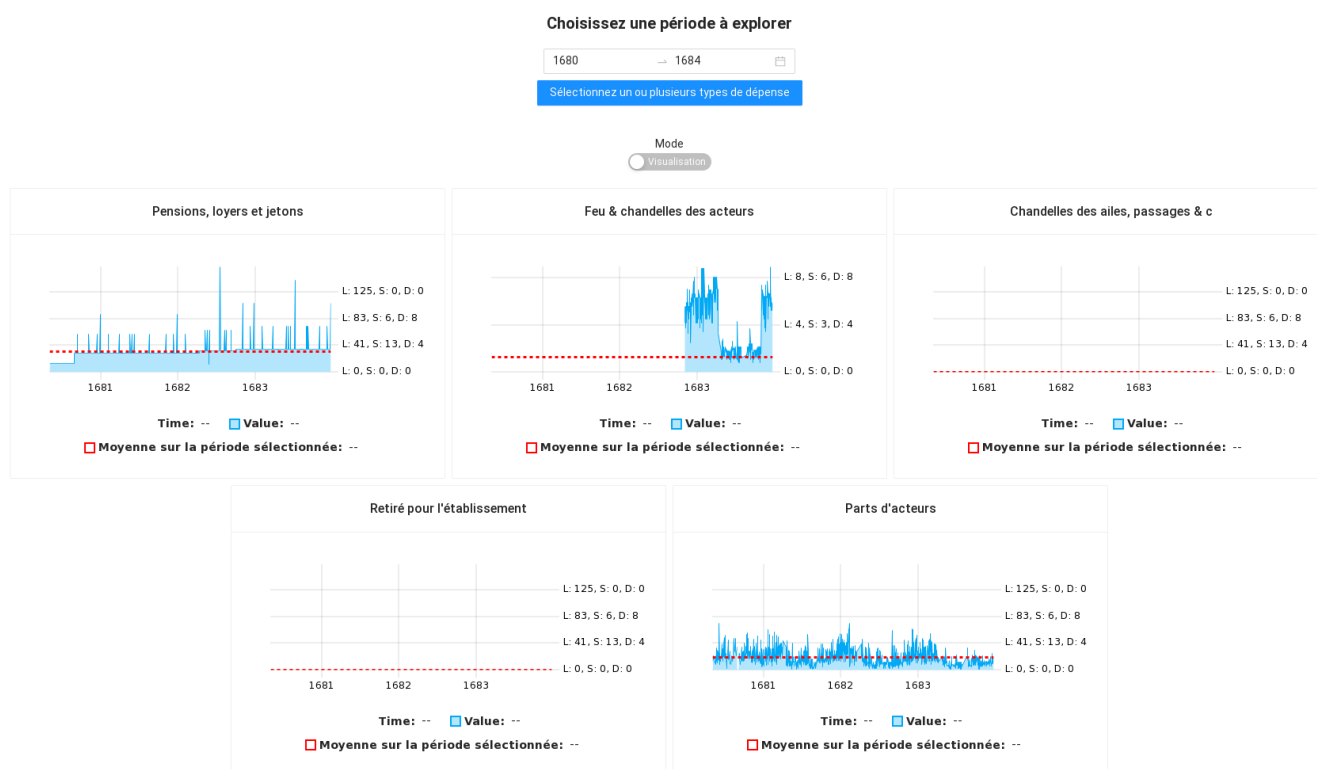 Choisissez une période à explorer
1680 → 1684
Sélectionnez un ou plusieurs types de dépense
Mode
Visualisation
Pensions, loyers et jetons
L: 125, S: 0, D: 0
L: 83, S: 6, D: 8
L: 41, S: 13, D: 4
L: 0, S: 0, D: 0
1681 1682 1683
Time: -- Value: --
Moyenne sur la période sélectionnée: --
Feu & chandelles des acteurs
L: 8, S: 6, D: 8
L: 4, S: 3, D: 4
L: 0, S: 0, D: 0
1681 1682 1683
Time: -- Value: --
Moyenne sur la période sélectionnée: --
Chandelles des ailes, passages & c
L: 125, S: 0, D: 0
L: 83, S: 6, D: 8
L: 41, S: 13, D: 4
L: 0, S: 0, D: 0
1681 1682 1683
Time: -- Value: --
Moyenne sur la période sélectionnée: --
Retiré pour l'établissement
L: 125, S: 0, D: 0
L: 83, S: 6, D: 8
L: 41, S: 13, D: 4
L: 0, S: 0, D: 0
1681 1682 1683
Time: -- Value: --
Moyenne sur la période sélectionnée: --
Parts d'acteurs
L: 125, S: 0, D: 0
L: 83, S: 6, D: 8
L: 41, S: 13, D: 4
L: 0, S: 0, D: 0
1681 1682 1683
Time: -- Value: --
Moyenne sur la période sélectionnée: --